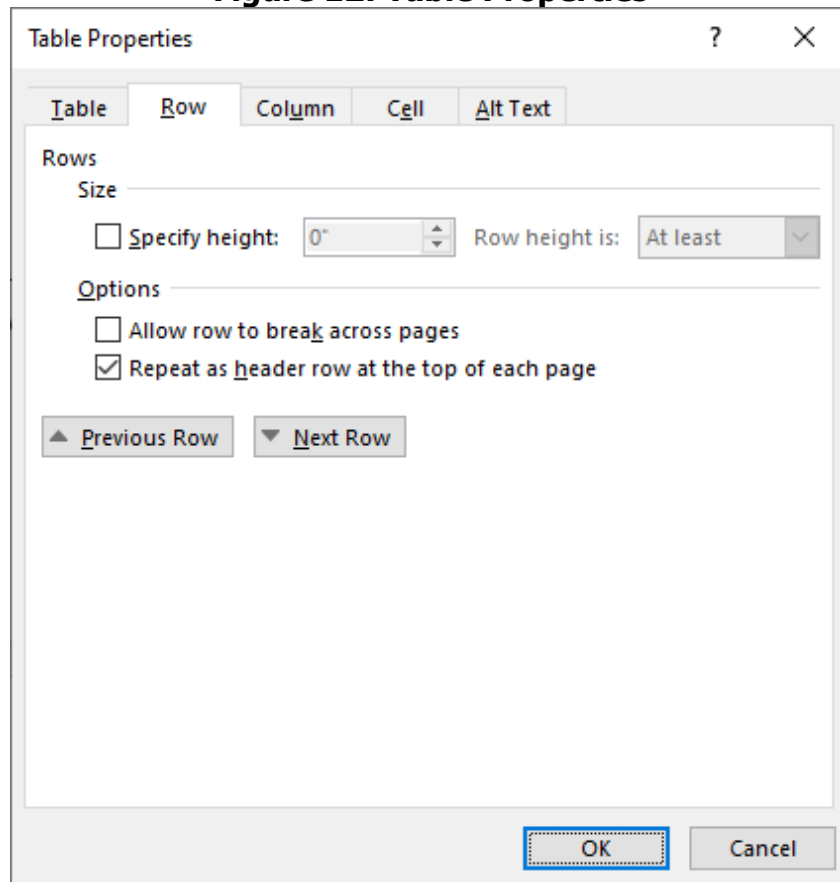 Table Properties ?
Table Row Column Cell Alt Text
Rows
Size
Specify height: 0" Row height is: At least
Options
Allow row to break across pages
Repeat as header row at the top of each page
Previous Row Next Row
OK Cancel